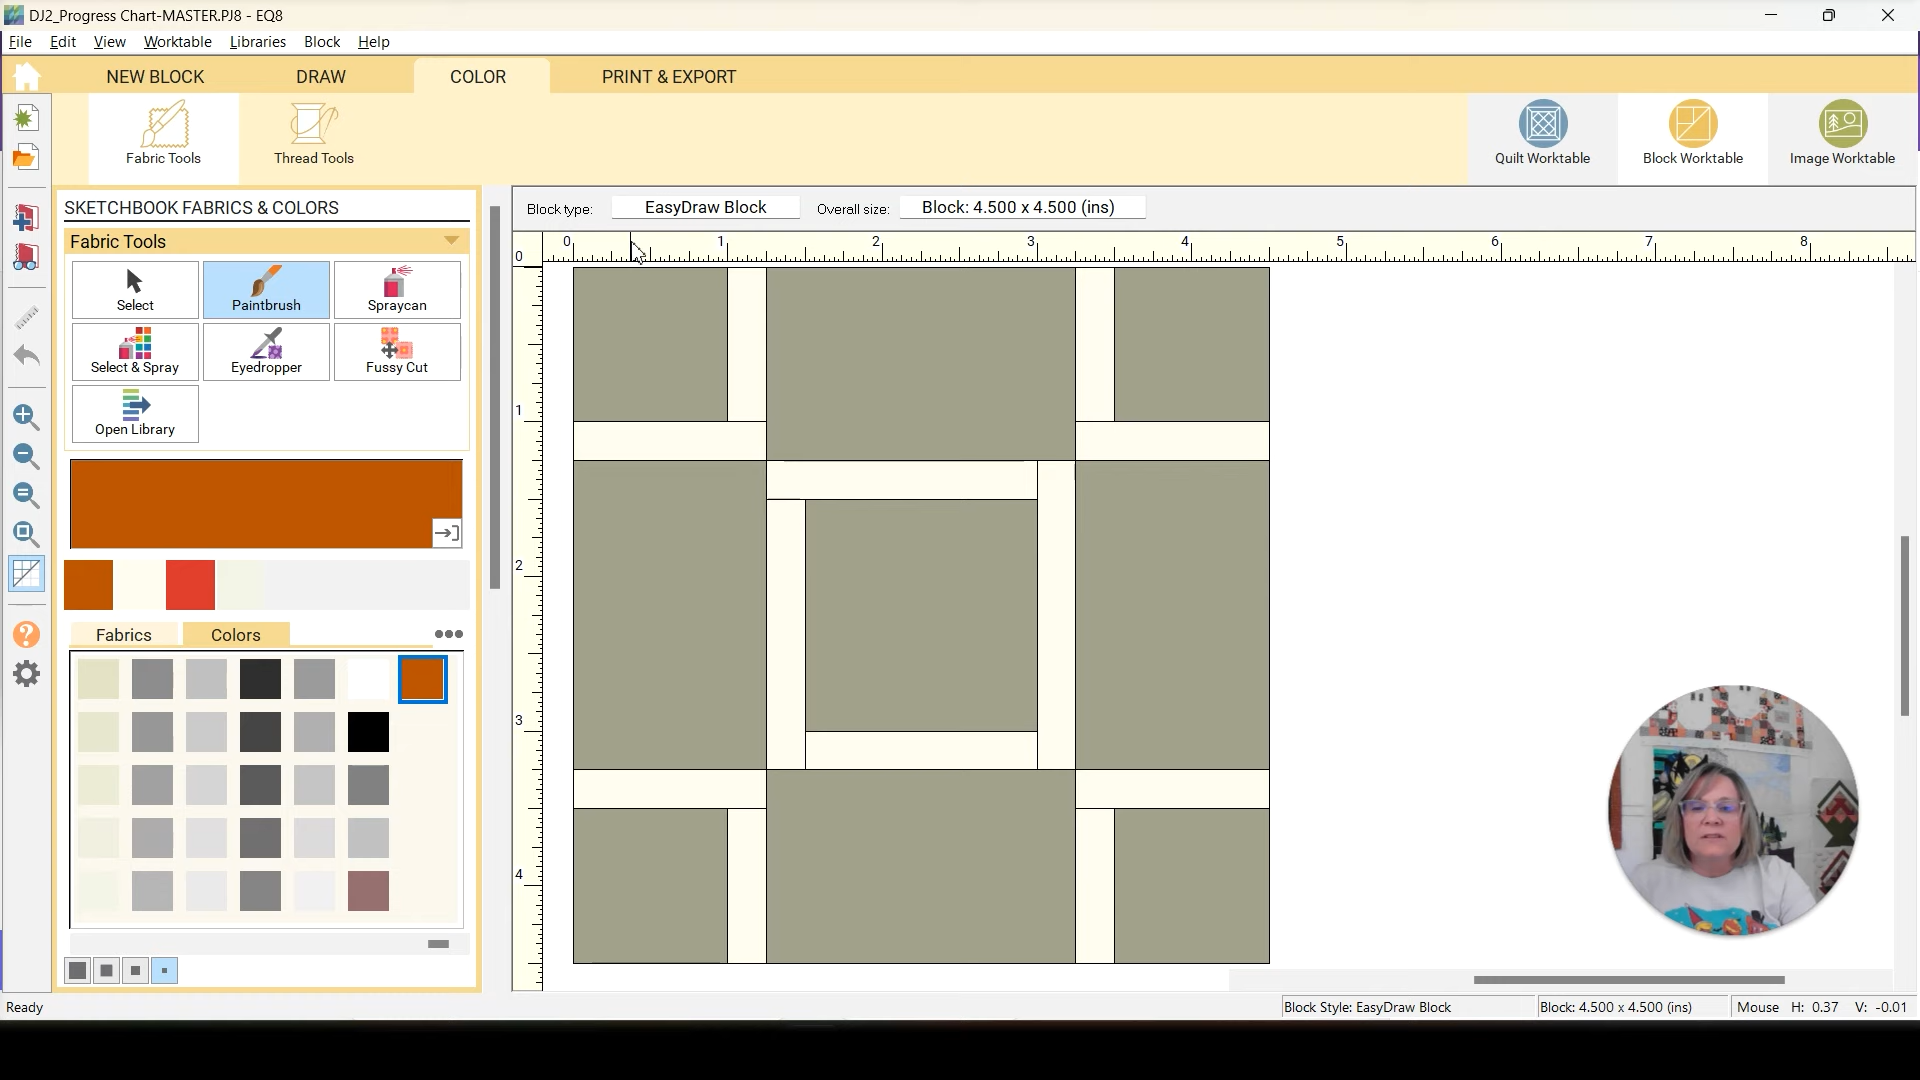 DJ2_Progress Chart-MASTER.PJ8 - EQ8
File Edit View Worktable Libraries Block Help
NEW BLOCK DRAW COLOR PRINT & EXPORT
Fabric Tools Thread Tools Quilt Worktable Block Worktable Image Worktable
SKETCHBOOK FABRICS & COLORS
Block type: EasyDraw Block Overall size: Block: 4.500 x 4.500 (ins)
Fabric Tools
0 0 1 2 3 4 5 6 7 8
Select Paintbrush Spraycan
Select & Spray Eyedropper Fussy Cut
Open Library
1
2
3
4
Fabrics Colors
Ready Block Style: EasyDraw Block Block: 4.500 x 4.500 (ins) Mouse H: 0.37 V: -0.01